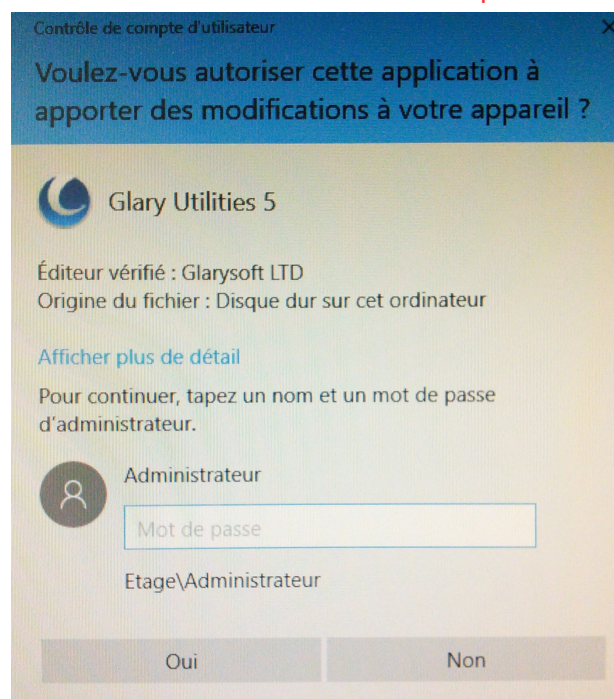 Contrôle de compte d'utilisateur
Voulez-vous autoriser cette application à
apporter des modifications à votre appareil ?
Glary Utilities 5
Éditeur vérifié : Glarysoft LTD
Origine du fichier : Disque dur sur cet ordinateur
Afficher plus de détail
Pour continuer, tapez un nom et un mot de passe
d'administrateur.
Administrateur
Mot de passe
Etage\Administrateur
Oui Non